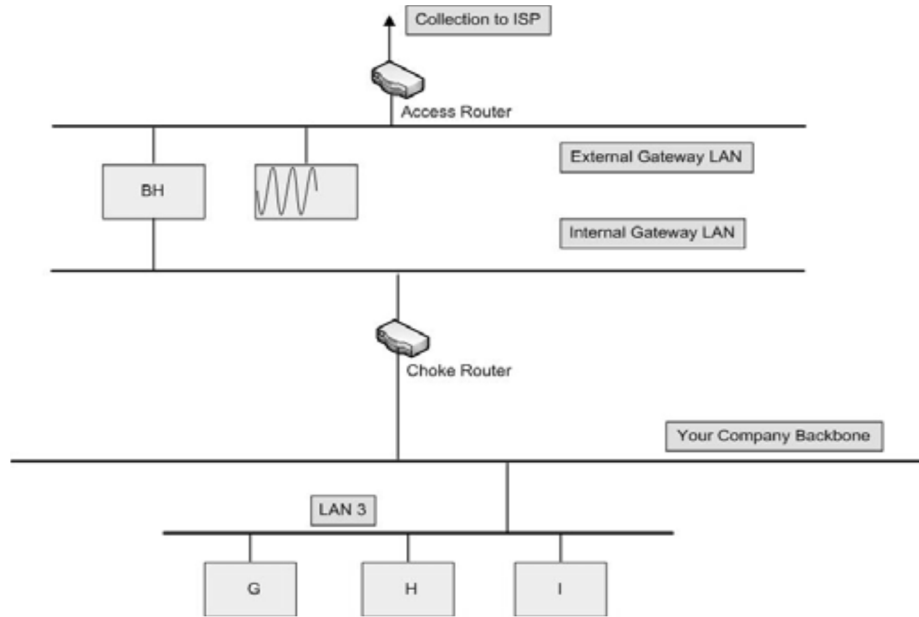 Collection to ISP
Access Router
External Gateway LAN
BH
Internal Gateway LAN
Choke Router
Your Company Backbone
LAN 3
G
H
I